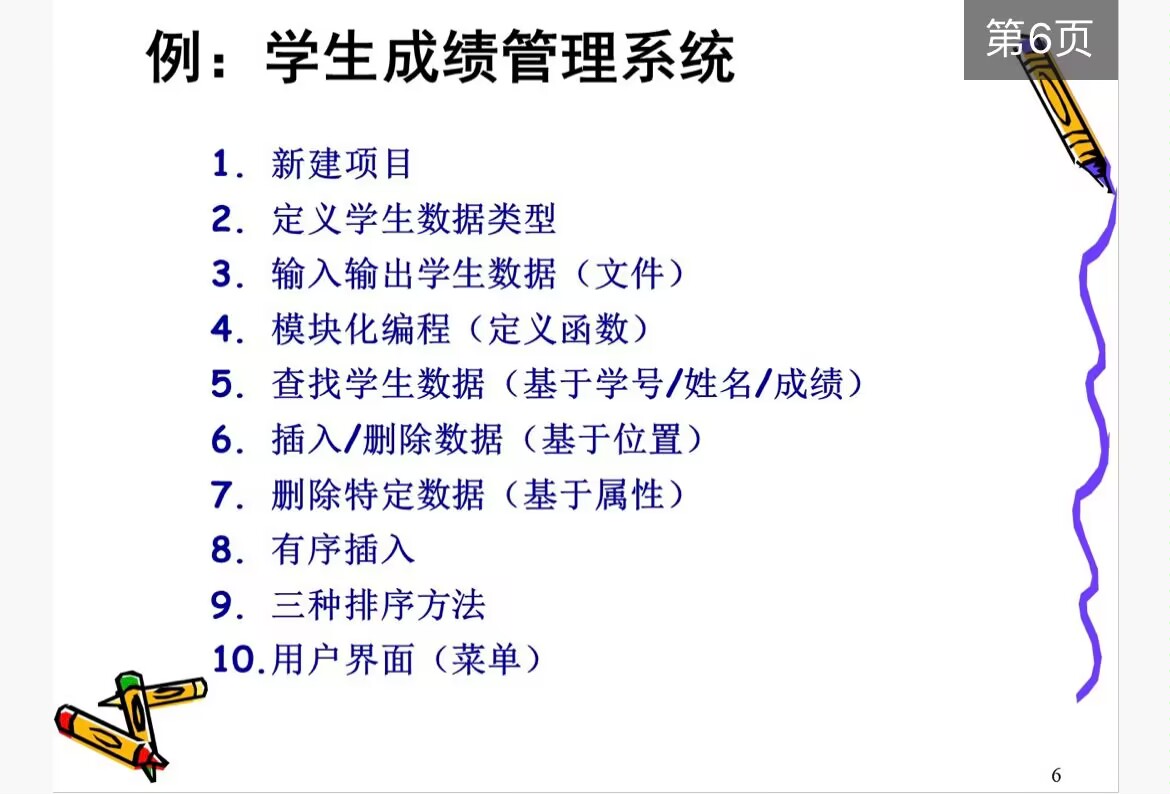 第6页
例：学生成绩管理系统
1. 新建项目
2. 定义学生数据类型
3. 输入输出学生数据（文件）
4. 模块化编程（定义函数）
5. 查找学生数据（基于学号/姓名/成绩）
6. 插入/删除数据（基于位置）
7. 删除特定数据（基于属性）
8. 有序插入
9. 三种排序方法
10.用户界面（菜单）
6